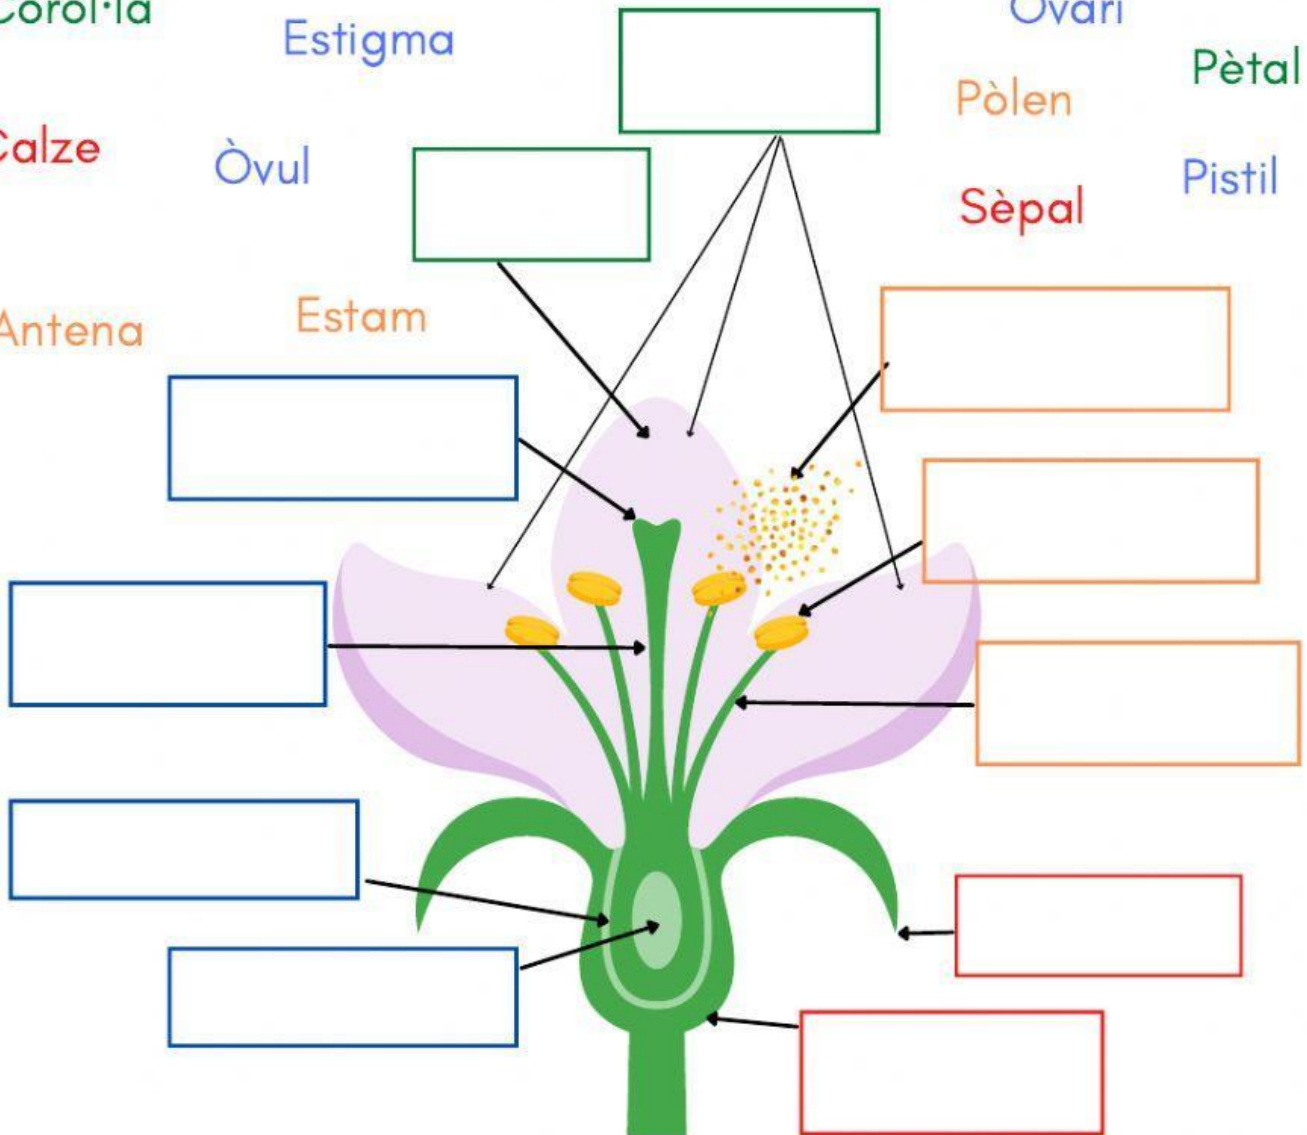 Corol·la
Estigma
Ovari
Pètal
Pòlen
Calze
Òvul
Pistil
Sèpal
Antena
Estam